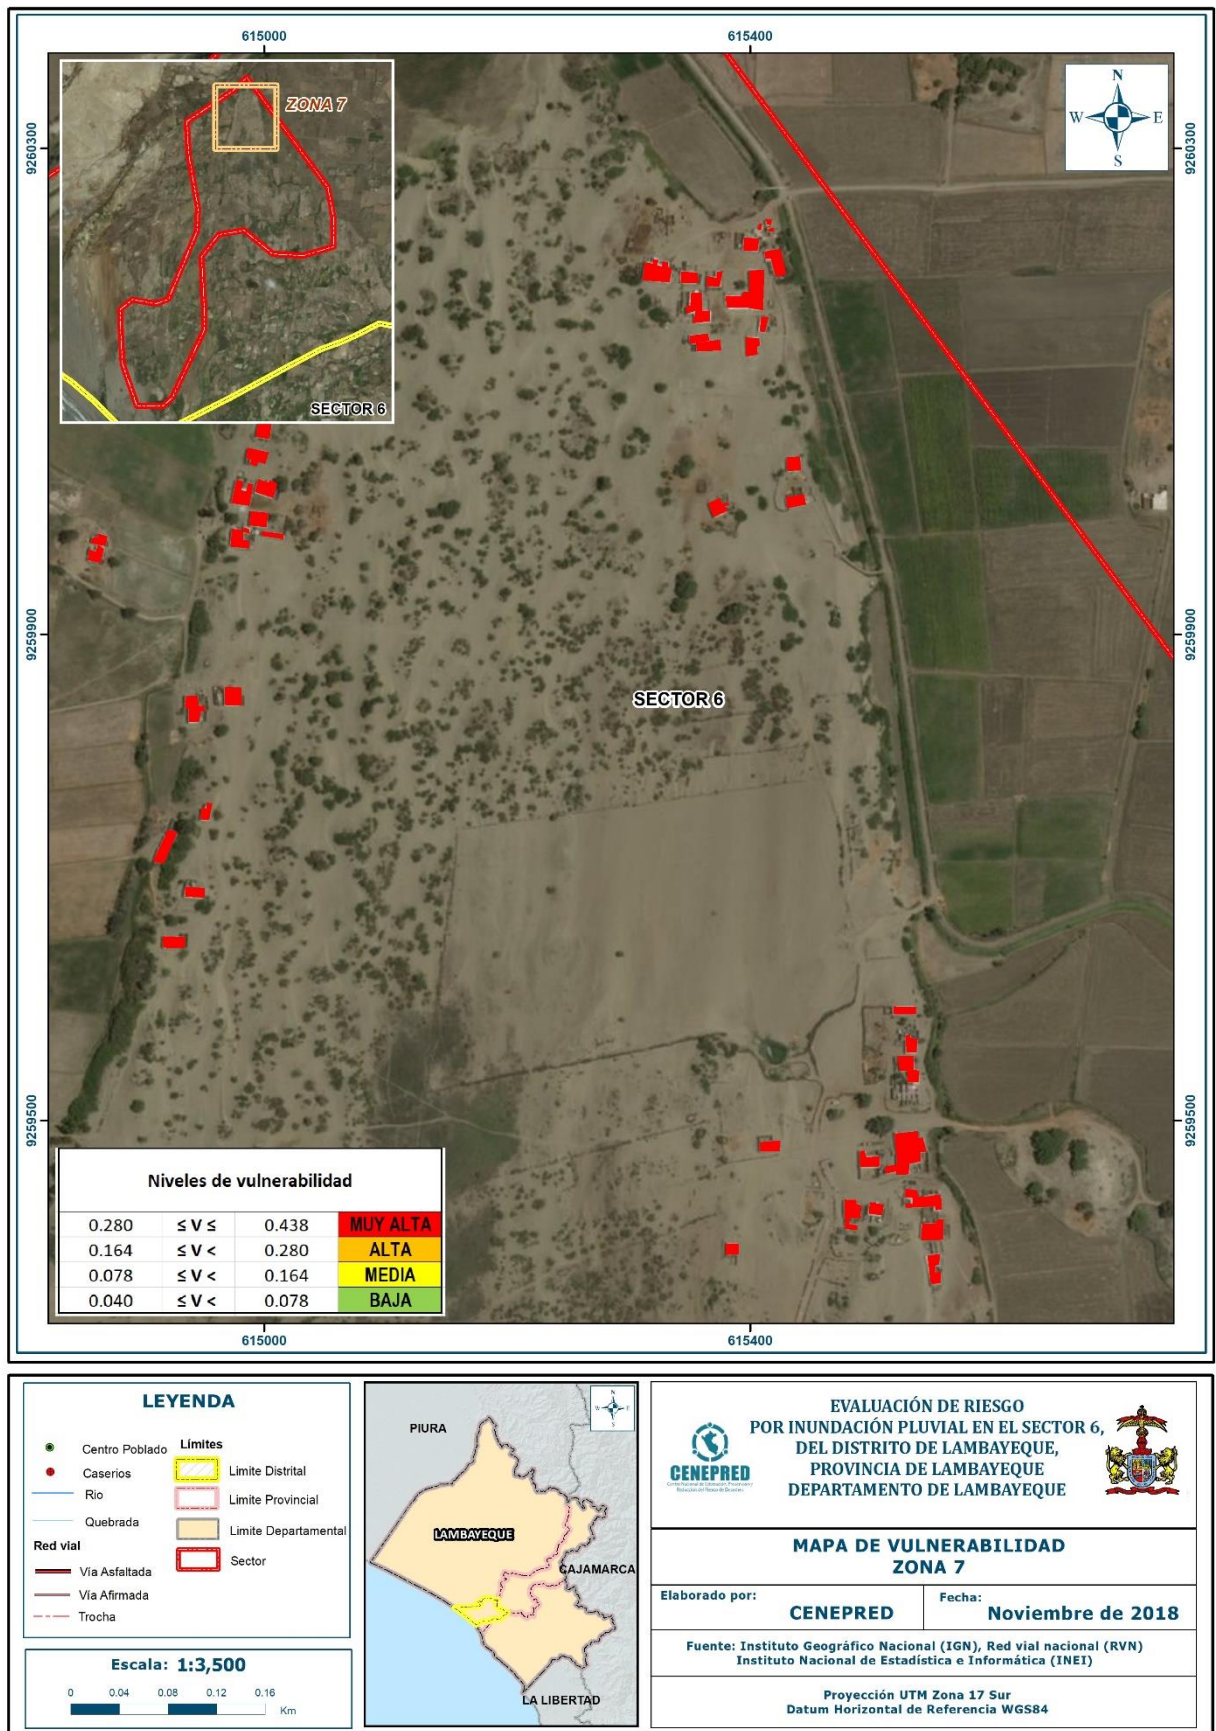 615000
615400
9260300
9260300
ZONA 7
SECTOR 6
N
W
E
S
9259900
9259900
SECTOR 6
9259500
9259500
Niveles de vulnerabilidad
0.280 ≤ V ≤ 0.438 MUY ALTA
0.164 ≤ V < 0.280 ALTA
0.078 ≤ V < 0.164 MEDIA
0.040 ≤ V < 0.078 BAJA
615000
615400
LEYENDA
Centro Poblado
Caserios
Rio
Quebrada
Red vial
Vía Asfaltada
Vía Afirmada
Trocha
Límites
Limite Distrital
Limite Provincial
Limite Departamental
Sector
Escala: 1:3,500
0 0.04 0.08 0.12 0.16
Km
PIURA
LAMBAYEQUE
CAJAMARCA
LA LIBERTAD
CENEPRED
EVALUACIÓN DE RIESGO
POR INUNDACIÓN PLUVIAL EN EL SECTOR 6,
DEL DISTRITO DE LAMBAYEQUE,
PROVINCIA DE LAMBAYEQUE
DEPARTAMENTO DE LAMBAYEQUE
MAPA DE VULNERABILIDAD
ZONA 7
Elaborado por:
CENEPRED
Fecha:
Noviembre de 2018
Fuente: Instituto Geográfico Nacional (IGN), Red vial nacional (RVN)
Instituto Nacional de Estadística e Informática (INEI)
Proyección UTM Zona 17 Sur
Datum Horizontal de Referencia WGS84